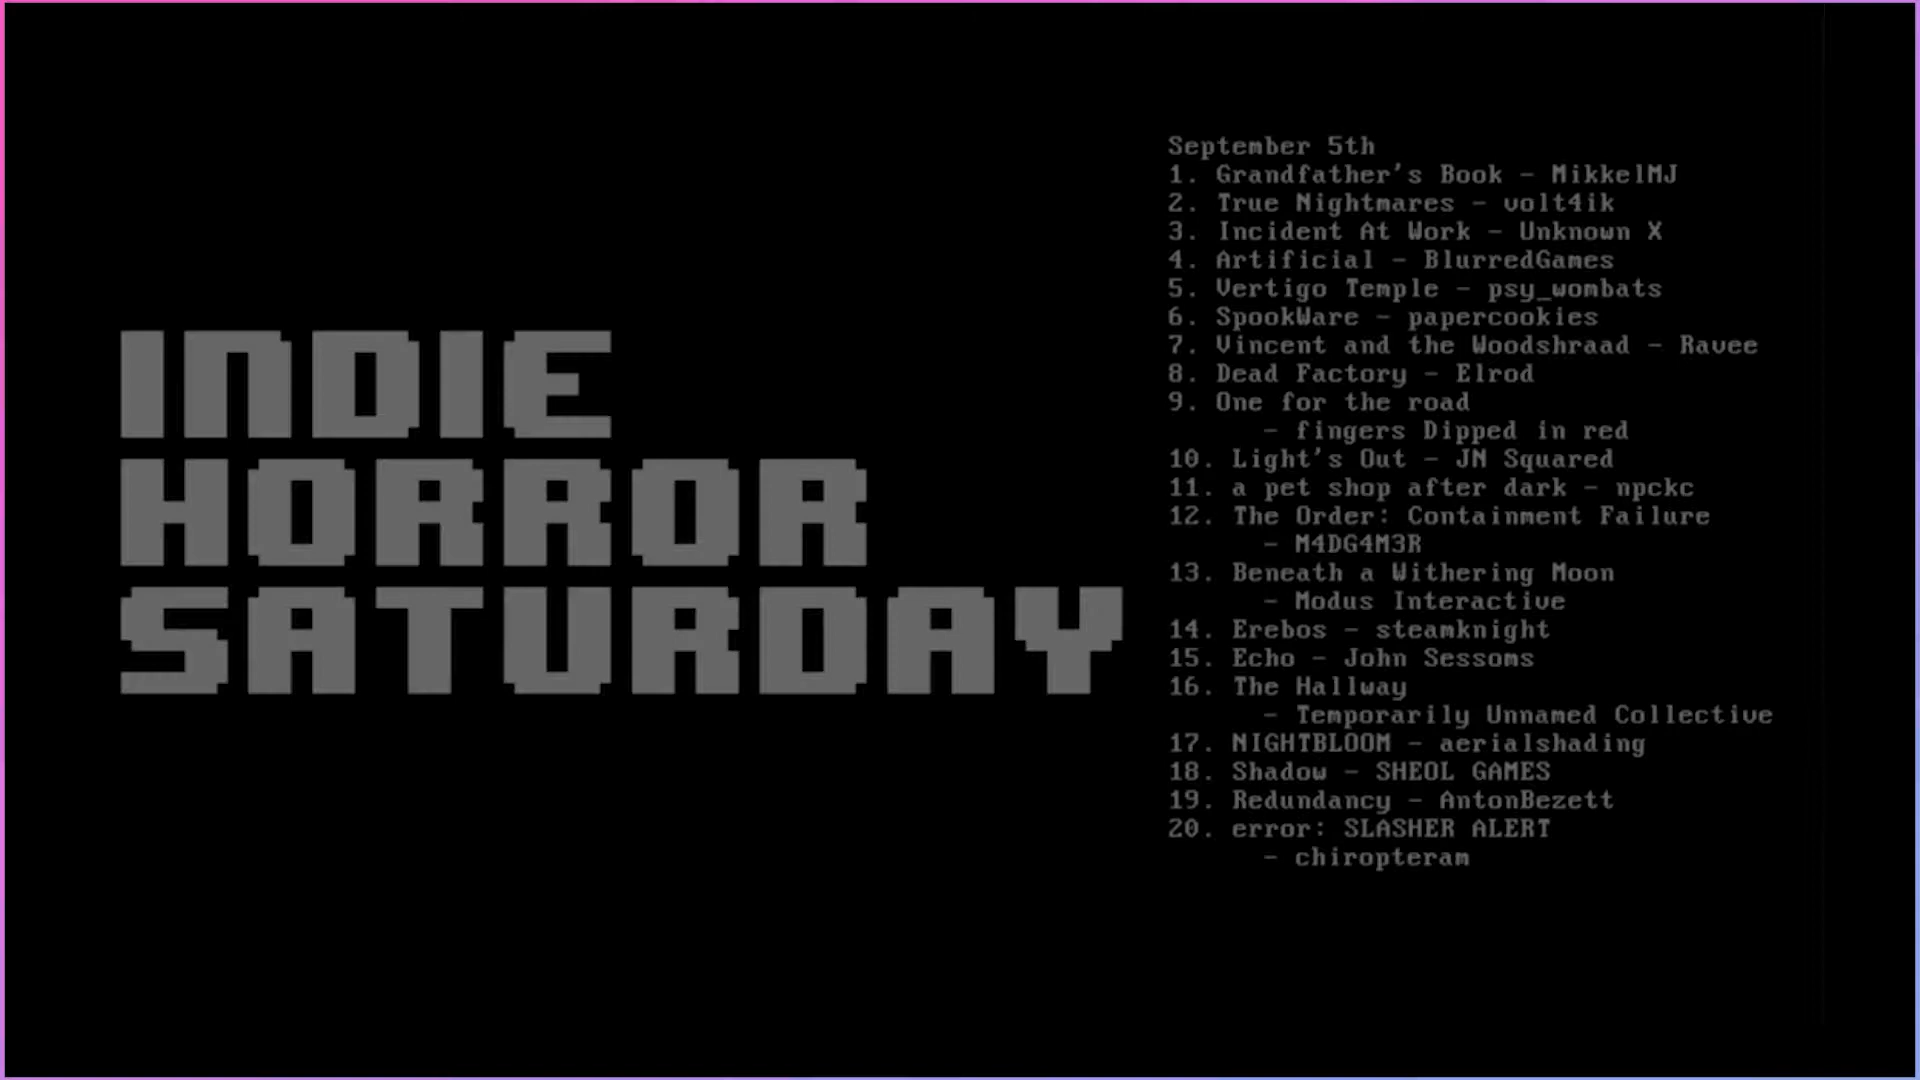 INDIE
HORROR
SATURDAY
September 5th
1. Grandfather's Book - MikkelMJ
2. True Nightmares - volt4ik
3. Incident At Work - Unknown X
4. Artificial - BlurredGames
5. Vertigo Temple - psy_wombats
6. SpookWare - papercookies
7. Vincent and the Woodshraad - Ravee
8. Dead Factory - Elrod
9. One for the road
- fingers Dipped in red
10. Light's Out - JN Squared
11. a pet shop after dark - npckc
12. The Order: Containment Failure
- M4DG4M3R
13. Beneath a Withering Moon
- Modus Interactive
14. Erebos - steamknight
15. Echo - John Sessoms
16. The Hallway
- Temporarily Unnamed Collective
17. NIGHTBLOOM - aerialshading
18. Shadow - SHEOL GAMES
19. Redundancy - AntonBezett
20. error: SLASHER ALERT
- chiropteram